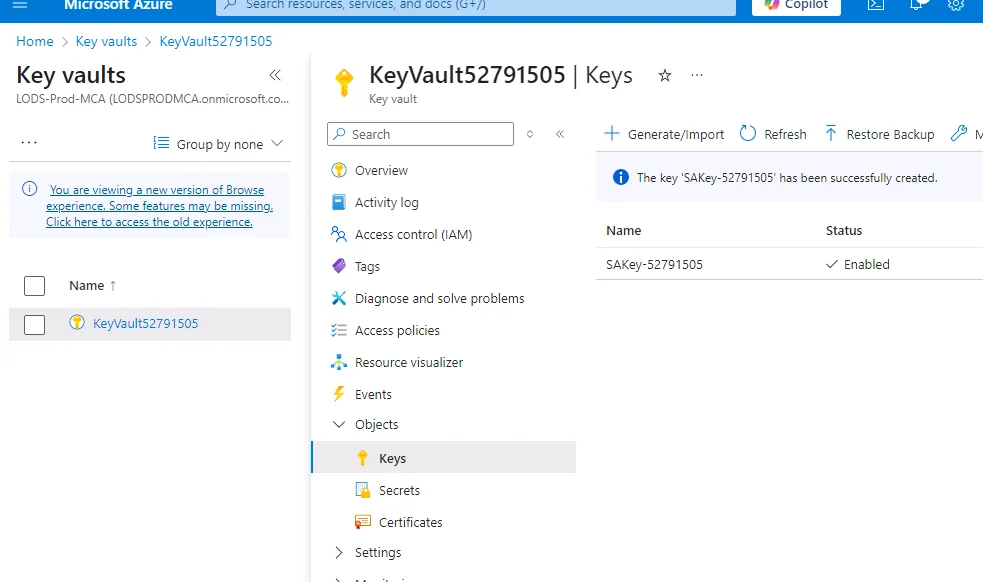 Microsoft Azure
Search resources, services, and docs (G+/)
Copilot
Home > Key vaults > KeyVault52791505
Key vaults
LODS-Prod-MCA (LODSPRODMCA.onmicrosoft.co...
... Group by none
You are viewing a new version of Browse
experience. Some features may be missing.
Click here to access the old experience.
Name ↑
KeyVault52791505
KeyVault52791505 | Keys
Key vault
Search
Overview
Activity log
Access control (IAM)
Tags
Diagnose and solve problems
Access policies
Resource visualizer
Events
Objects
Keys
Secrets
Certificates
Settings
Generate/Import Refresh Restore Backup M
The key 'SAKey-52791505' has been successfully created.
Name Status
SAKey-52791505 Enabled